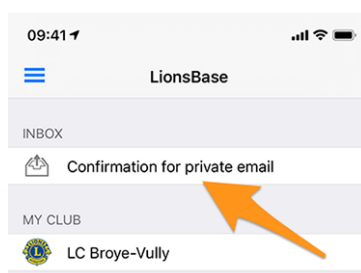 09:41
LionsBase
INBOX
Confirmation for private email
MY CLUB
LC Broye-Vully